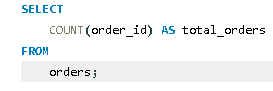 SELECT
    COUNT(order_id) AS total_orders
FROM
    orders;